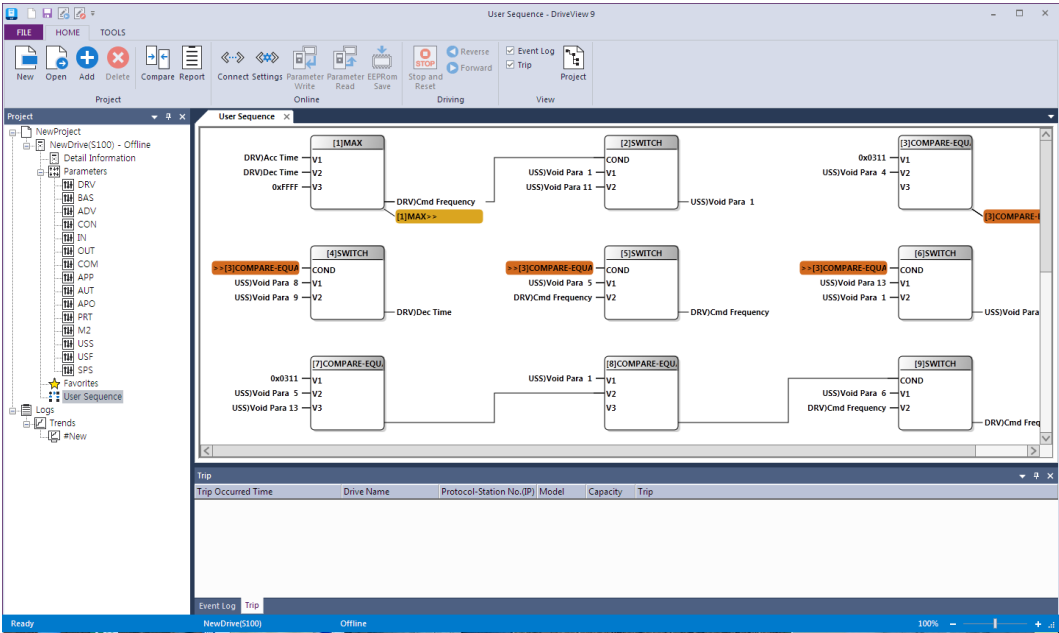 User Sequence - DriveView 9
FILE HOME TOOLS
New Open Add Delete Compare Report Connect Settings Parameter Write Parameter Read EEPRom Save STOP Stop and Reset Reverse Forward Event Log Trip Project
Project Online Driving View
Project
User Sequence
NewProject
NewDrive(S100) - Offline
Detail Information
Parameters
DRV
BAS
ADV
CON
IN
OUT
COM
APP
AUT
APO
PRT
M2
USS
USF
SPS
Favorites
User Sequence
Logs
Trends
#New
[1]MAX
DRV)Acc Time V1
DRV)Dec Time V2
0xFFFF V3
DRV)Cmd Frequency
[1]MAX>>
[2]SWITCH
COND
USS)Void Para 1 V1
USS)Void Para 11 V2
USS)Void Para 1
[3]COMPARE-EQU
0x0311 V1
USS)Void Para 4 V2
V3
[3]COMPARE-E
[4]SWITCH
>>[3]COMPARE-EQUA COND
USS)Void Para 8 V1
USS)Void Para 9 V2
DRV)Dec Time
[5]SWITCH
>>[3]COMPARE-EQUA COND
USS)Void Para 5 V1
DRV)Cmd Frequency V2
DRV)Cmd Frequency
[6]SWITCH
>>[3]COMPARE-EQUA COND
USS)Void Para 13 V1
USS)Void Para 1 V2
USS)Void Para
[7]COMPARE-EQU
0x0311 V1
USS)Void Para 5 V2
USS)Void Para 13 V3
[8]COMPARE-EQU
USS)Void Para 1 V1
V2
V3
[9]SWITCH
COND
USS)Void Para 6 V1
DRV)Cmd Frequency V2
DRV)Cmd Freq
Trip
Trip Occurred Time Drive Name Protocol-Station No.(IP) Model Capacity Trip
Event Log Trip
Ready NewDrive(S100) Offline 100%